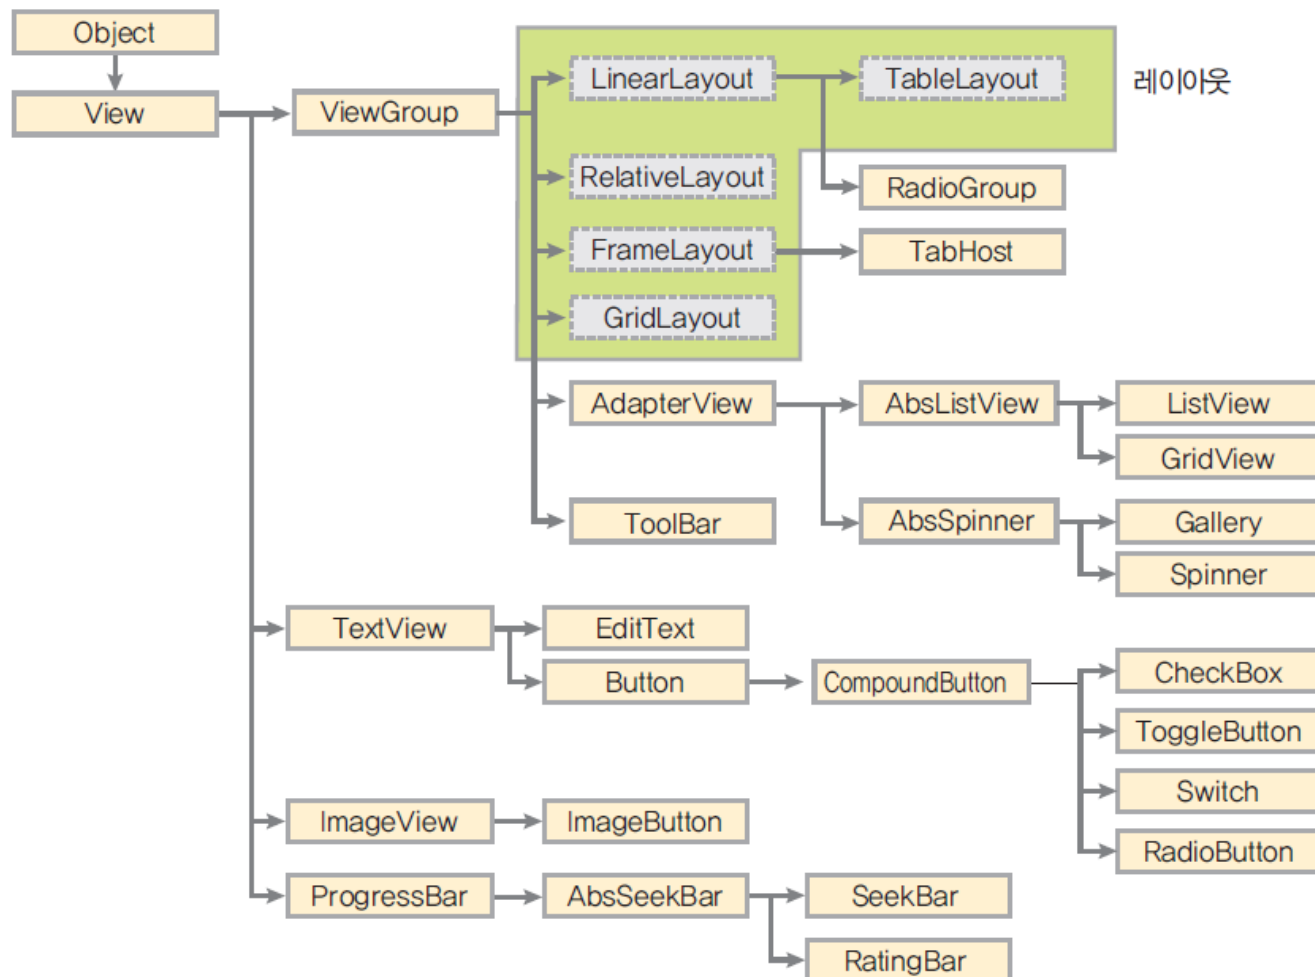 Object
View
ViewGroup
LinearLayout
TableLayout
레이아웃
RelativeLayout
RadioGroup
FrameLayout
TabHost
GridLayout
AdapterView
AbsListView
ListView
GridView
ToolBar
AbsSpinner
Gallery
Spinner
TextView
EditText
Button
CompoundButton
CheckBox
ToggleButton
Switch
RadioButton
ImageView
ImageButton
ProgressBar
AbsSeekBar
SeekBar
RatingBar